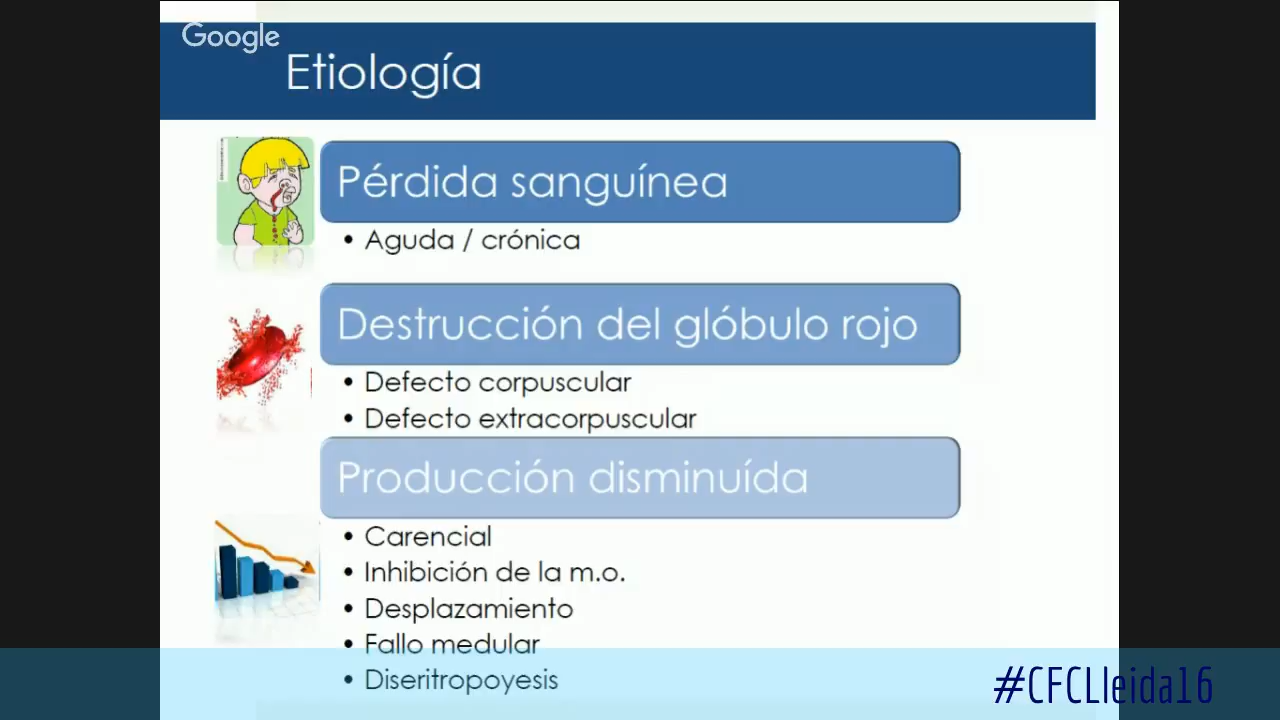 Google
Etiología
Pérdida sanguínea
• Aguda / crónica
Destrucción del glóbulo rojo
• Defecto corpuscular
• Defecto extracorpuscular
Producción disminuída
• Carencial
• Inhibición de la m.o.
• Desplazamiento
• Fallo medular
• Diseritropoyesis
#CFCLleida16